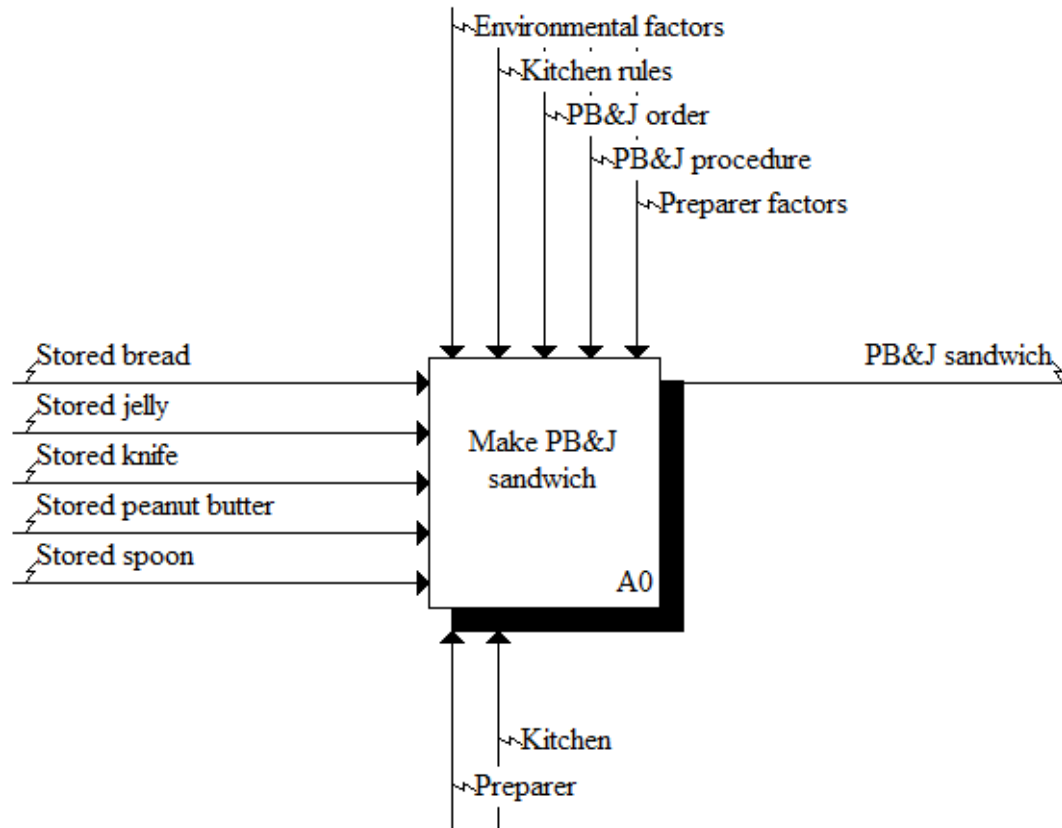 Environmental factors
Kitchen rules
PB&J order
PB&J procedure
Preparer factors
Stored bread
PB&J sandwich
Stored jelly
Stored knife
Stored peanut butter
Stored spoon
Make PB&J
sandwich
A0
Kitchen
Preparer